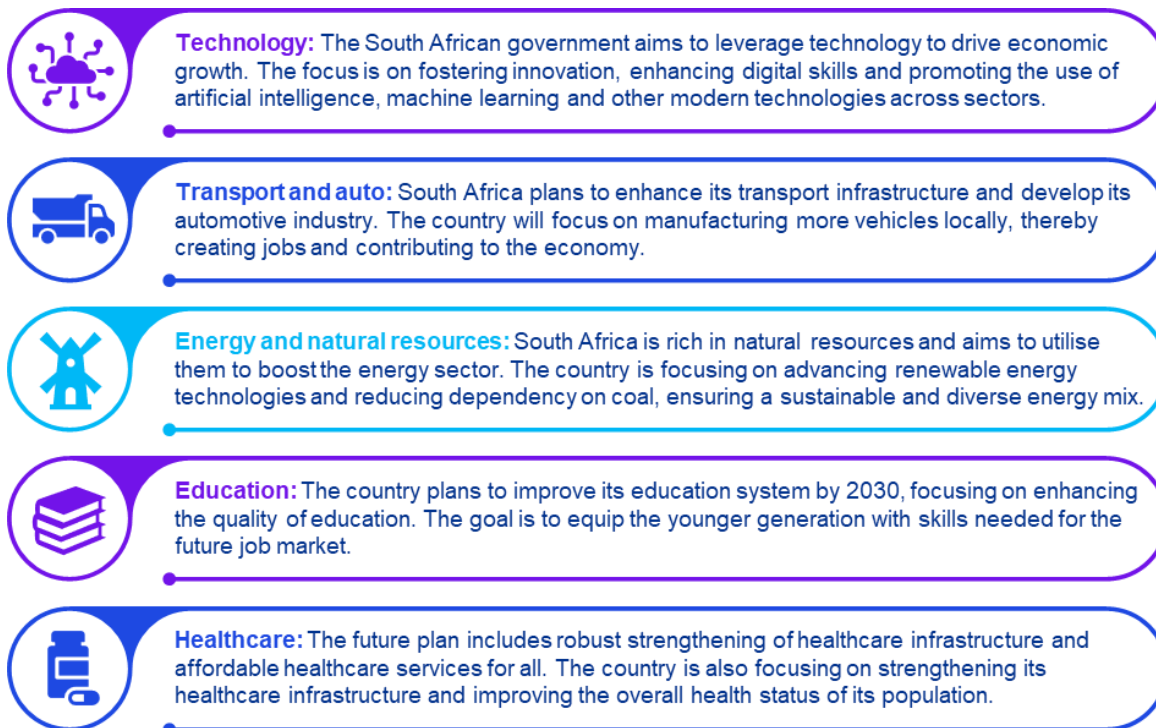 Technology: The South African government aims to leverage technology to drive economic
growth. The focus is on fostering innovation, enhancing digital skills and promoting the use of
artificial intelligence, machine learning and other modern technologies across sectors.
Transport and auto: South Africa plans to enhance its transport infrastructure and develop its
automotive industry. The country will focus on manufacturing more vehicles locally, thereby
creating jobs and contributing to the economy.
Energy and natural resources: South Africa is rich in natural resources and aims to utilise
them to boost the energy sector. The country is focusing on advancing renewable energy
technologies and reducing dependency on coal, ensuring a sustainable and diverse energy mix.
Education: The country plans to improve its education system by 2030, focusing on enhancing
the quality of education. The goal is to equip the younger generation with skills needed for the
future job market.
Healthcare: The future plan includes robust strengthening of healthcare infrastructure and
affordable healthcare services for all. The country is also focusing on strengthening its
healthcare infrastructure and improving the overall health status of its population.